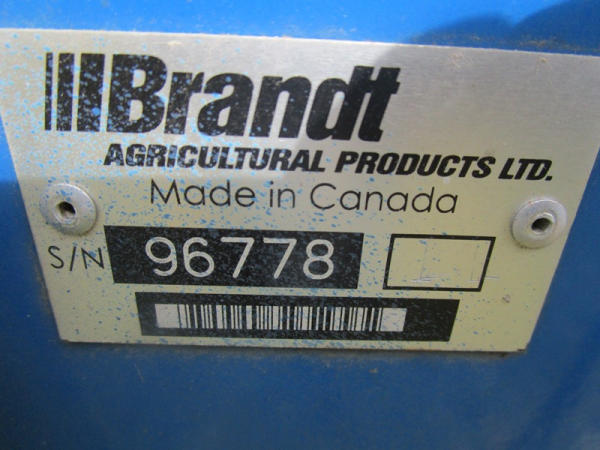 Brandt
AGRICULTURAL PRODUCTS LTD.
Made in Canada
S/N 96778